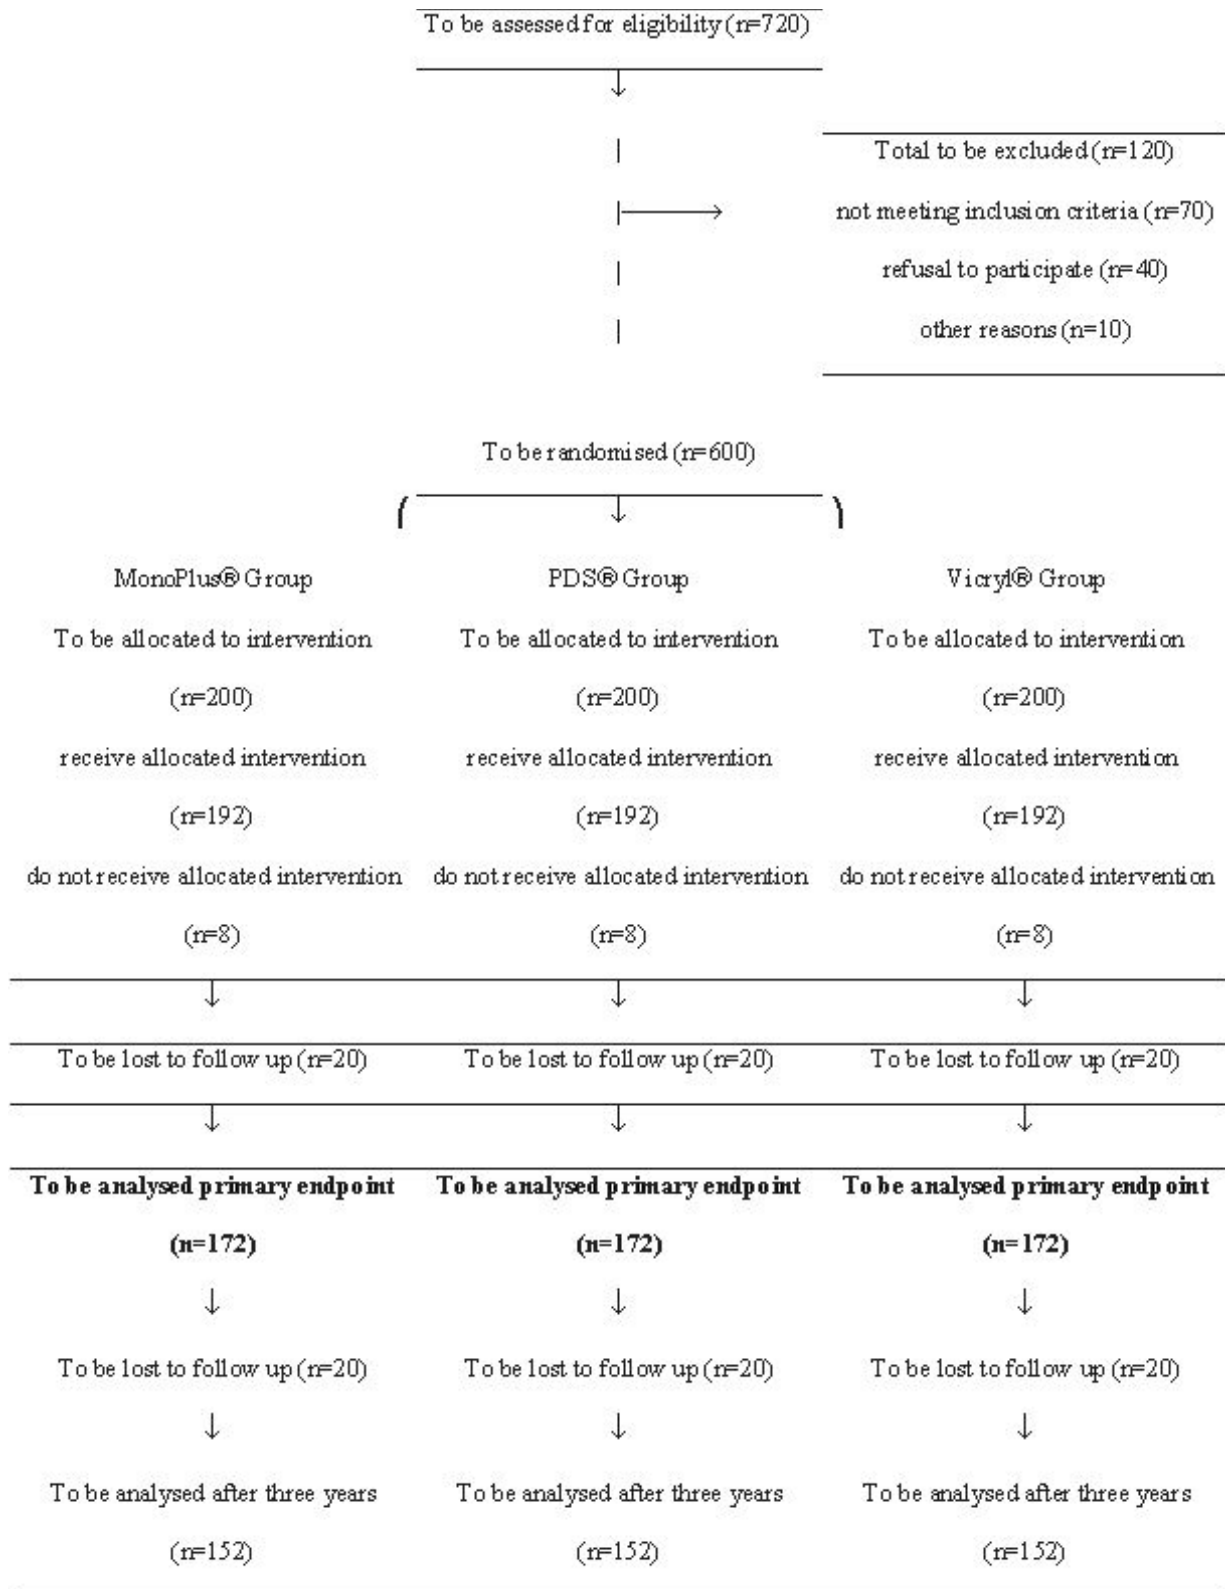 To be assessed for eligibility (n=720)
Total to be excluded (n=120)
not meeting inclusion criteria (n=70)
refusal to participate (n=40)
other reasons (n=10)
To be randomised (n=600)
MonoPlus® Group
To be allocated to intervention
(n=200)
receive allocated intervention
(n=192)
do not receive allocated intervention
(n=8)
PDS® Group
To be allocated to intervention
(n=200)
receive allocated intervention
(n=192)
do not receive allocated intervention
(n=8)
Vicryl® Group
To be allocated to intervention
(n=200)
receive allocated intervention
(n=192)
do not receive allocated intervention
(n=8)
To be lost to follow up (n=20)
To be lost to follow up (n=20)
To be lost to follow up (n=20)
To be analysed primary endpoint
(n=172)
To be analysed primary endpoint
(n=172)
To be analysed primary endpoint
(n=172)
To be lost to follow up (n=20)
To be lost to follow up (n=20)
To be lost to follow up (n=20)
To be analysed after three years
(n=152)
To be analysed after three years
(n=152)
To be analysed after three years
(n=152)